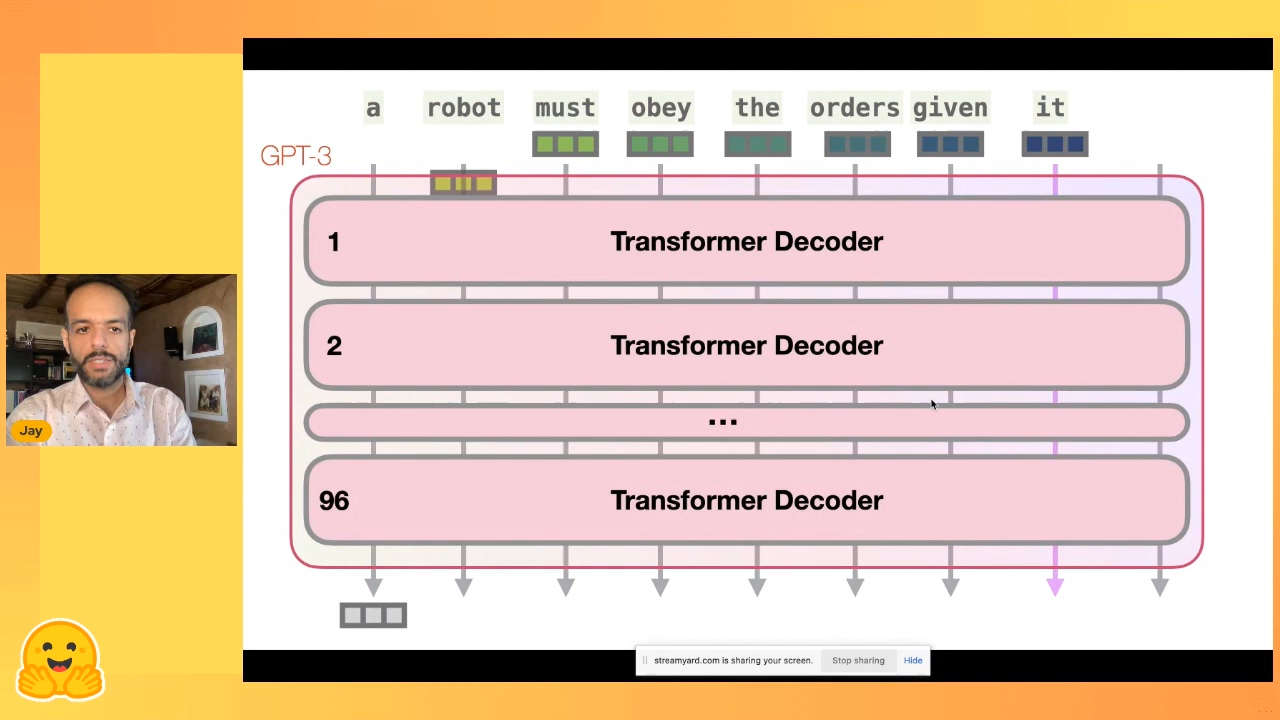 a robot must obey the orders given it
GPT-3
1 Transformer Decoder
2 Transformer Decoder
...
96 Transformer Decoder
Jay
streamyard.com is sharing your screen. Stop sharing Hide